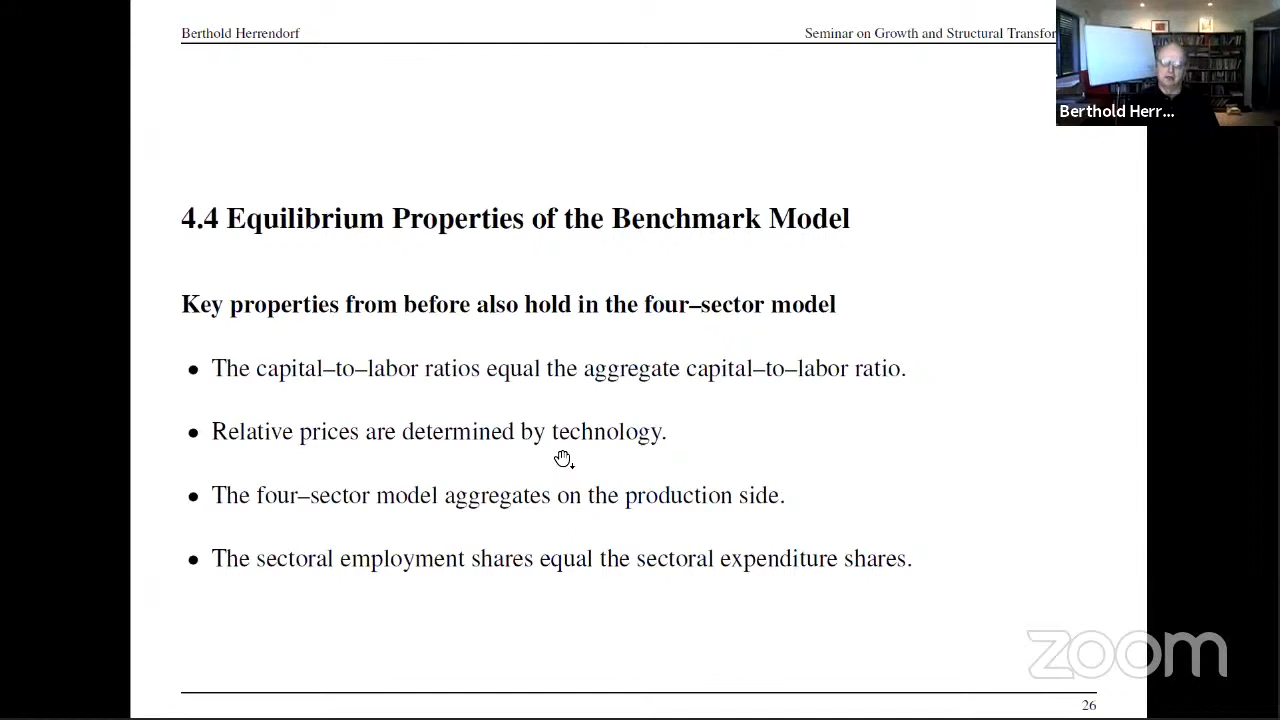 Berthold Herrendorf
Seminar on Growth and Structural Transfor
Berthold Herr...
4.4 Equilibrium Properties of the Benchmark Model
Key properties from before also hold in the four–sector model
• The capital–to–labor ratios equal the aggregate capital–to–labor ratio.
• Relative prices are determined by technology.
• The four–sector model aggregates on the production side.
• The sectoral employment shares equal the sectoral expenditure shares.
zoom
26